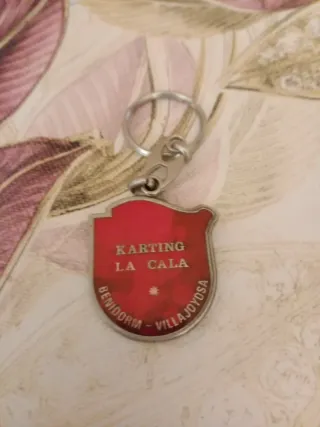 KARTING
LA CALA
BENIDORM - VILLAJOYOSA